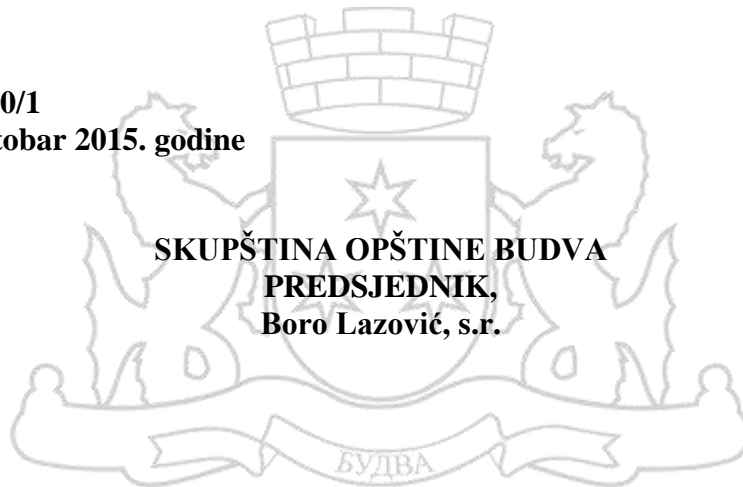 0/1
tobar 2015. godine
SKUPŠTINA OPŠTINE BUDVA
PREDSJEDNIK,
Boro Lazović, s.r.
БУДВА